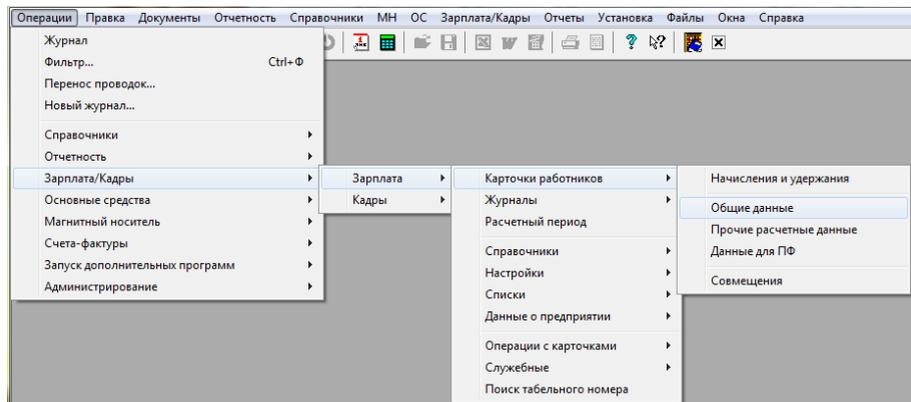 Операции Правка Документы Отчетность Справочники МН ОС Зарплата/Кадры Отчеты Установка Файлы Окна Справка
Журнал
Фильтр... Ctrl+Ф
Перенос проводок...
Новый журнал...
Справочники
Отчетность
Зарплата/Кадры
Основные средства
Магнитный носитель
Счета-фактуры
Запуск дополнительных программ
Администрирование
Зарплата
Кадры
Карточки работников
Журналы
Расчетный период
Справочники
Настройки
Списки
Данные о предприятии
Операции с карточками
Служебные
Поиск табельного номера
Начисления и удержания
Общие данные
Прочие расчетные данные
Данные для ПФ
Совмещения